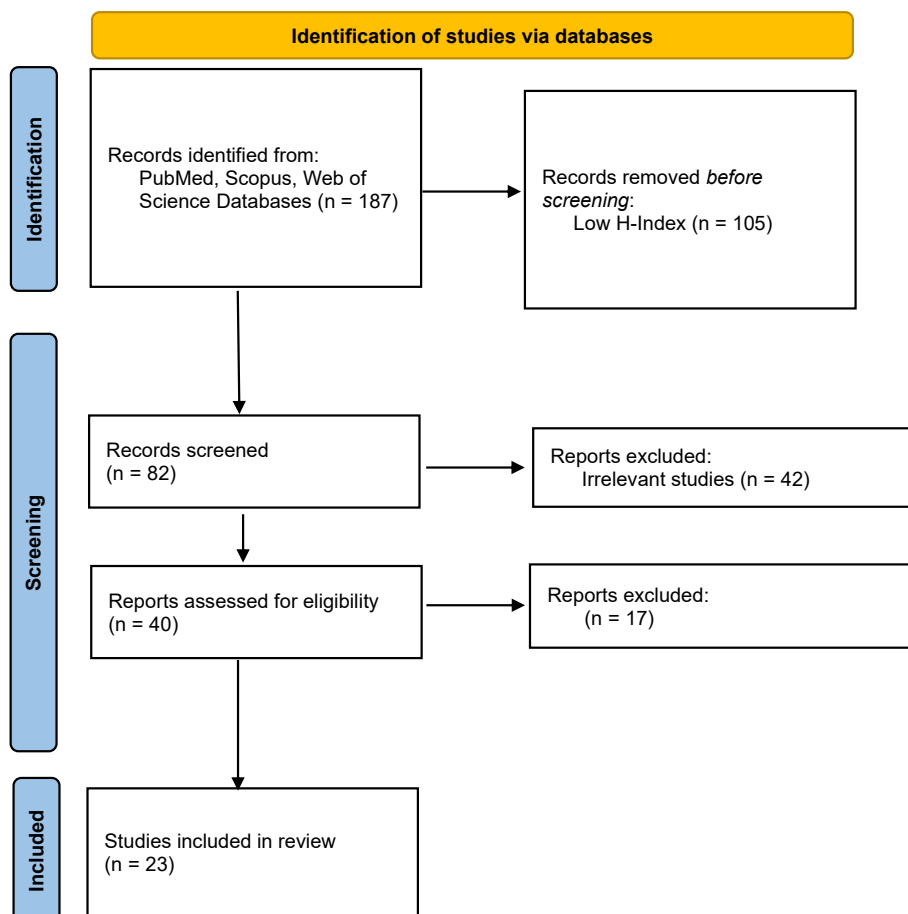 Identification of studies via databases
Identification
Records identified from:
PubMed, Scopus, Web of
Science Databases (n = 187)
Records removed before
screening:
Low H-Index (n = 105)
Screening
Records screened
(n = 82)
Reports excluded:
Irrelevant studies (n = 42)
Reports assessed for eligibility
(n = 40)
Reports excluded:
(n = 17)
Included
Studies included in review
(n = 23)